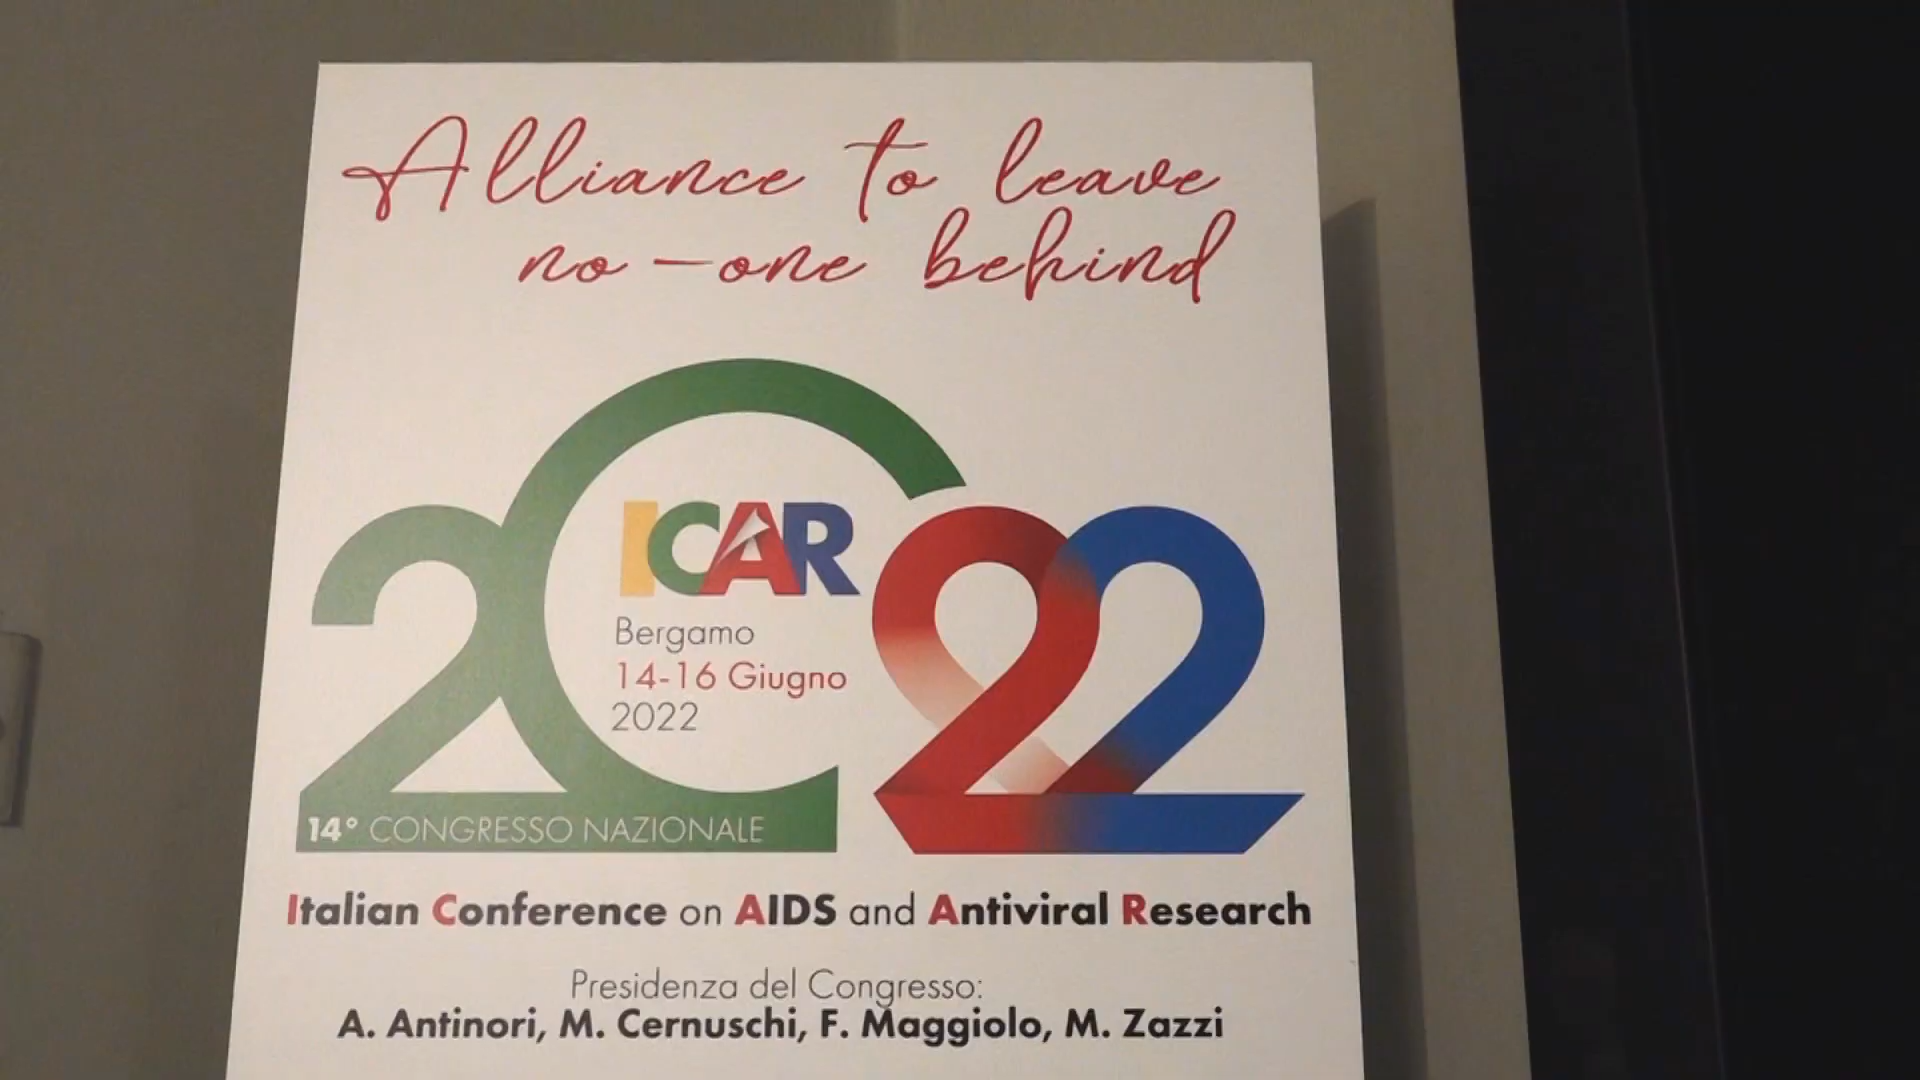 Alliance to leave
no-one behind
2022
ICAR
Bergamo
14-16 Giugno
2022
14° CONGRESSO NAZIONALE
Italian Conference on AIDS and Antiviral Research
Presidenza del Congresso:
A. Antinori, M. Cernuschi, F. Maggiolo, M. Zazzi